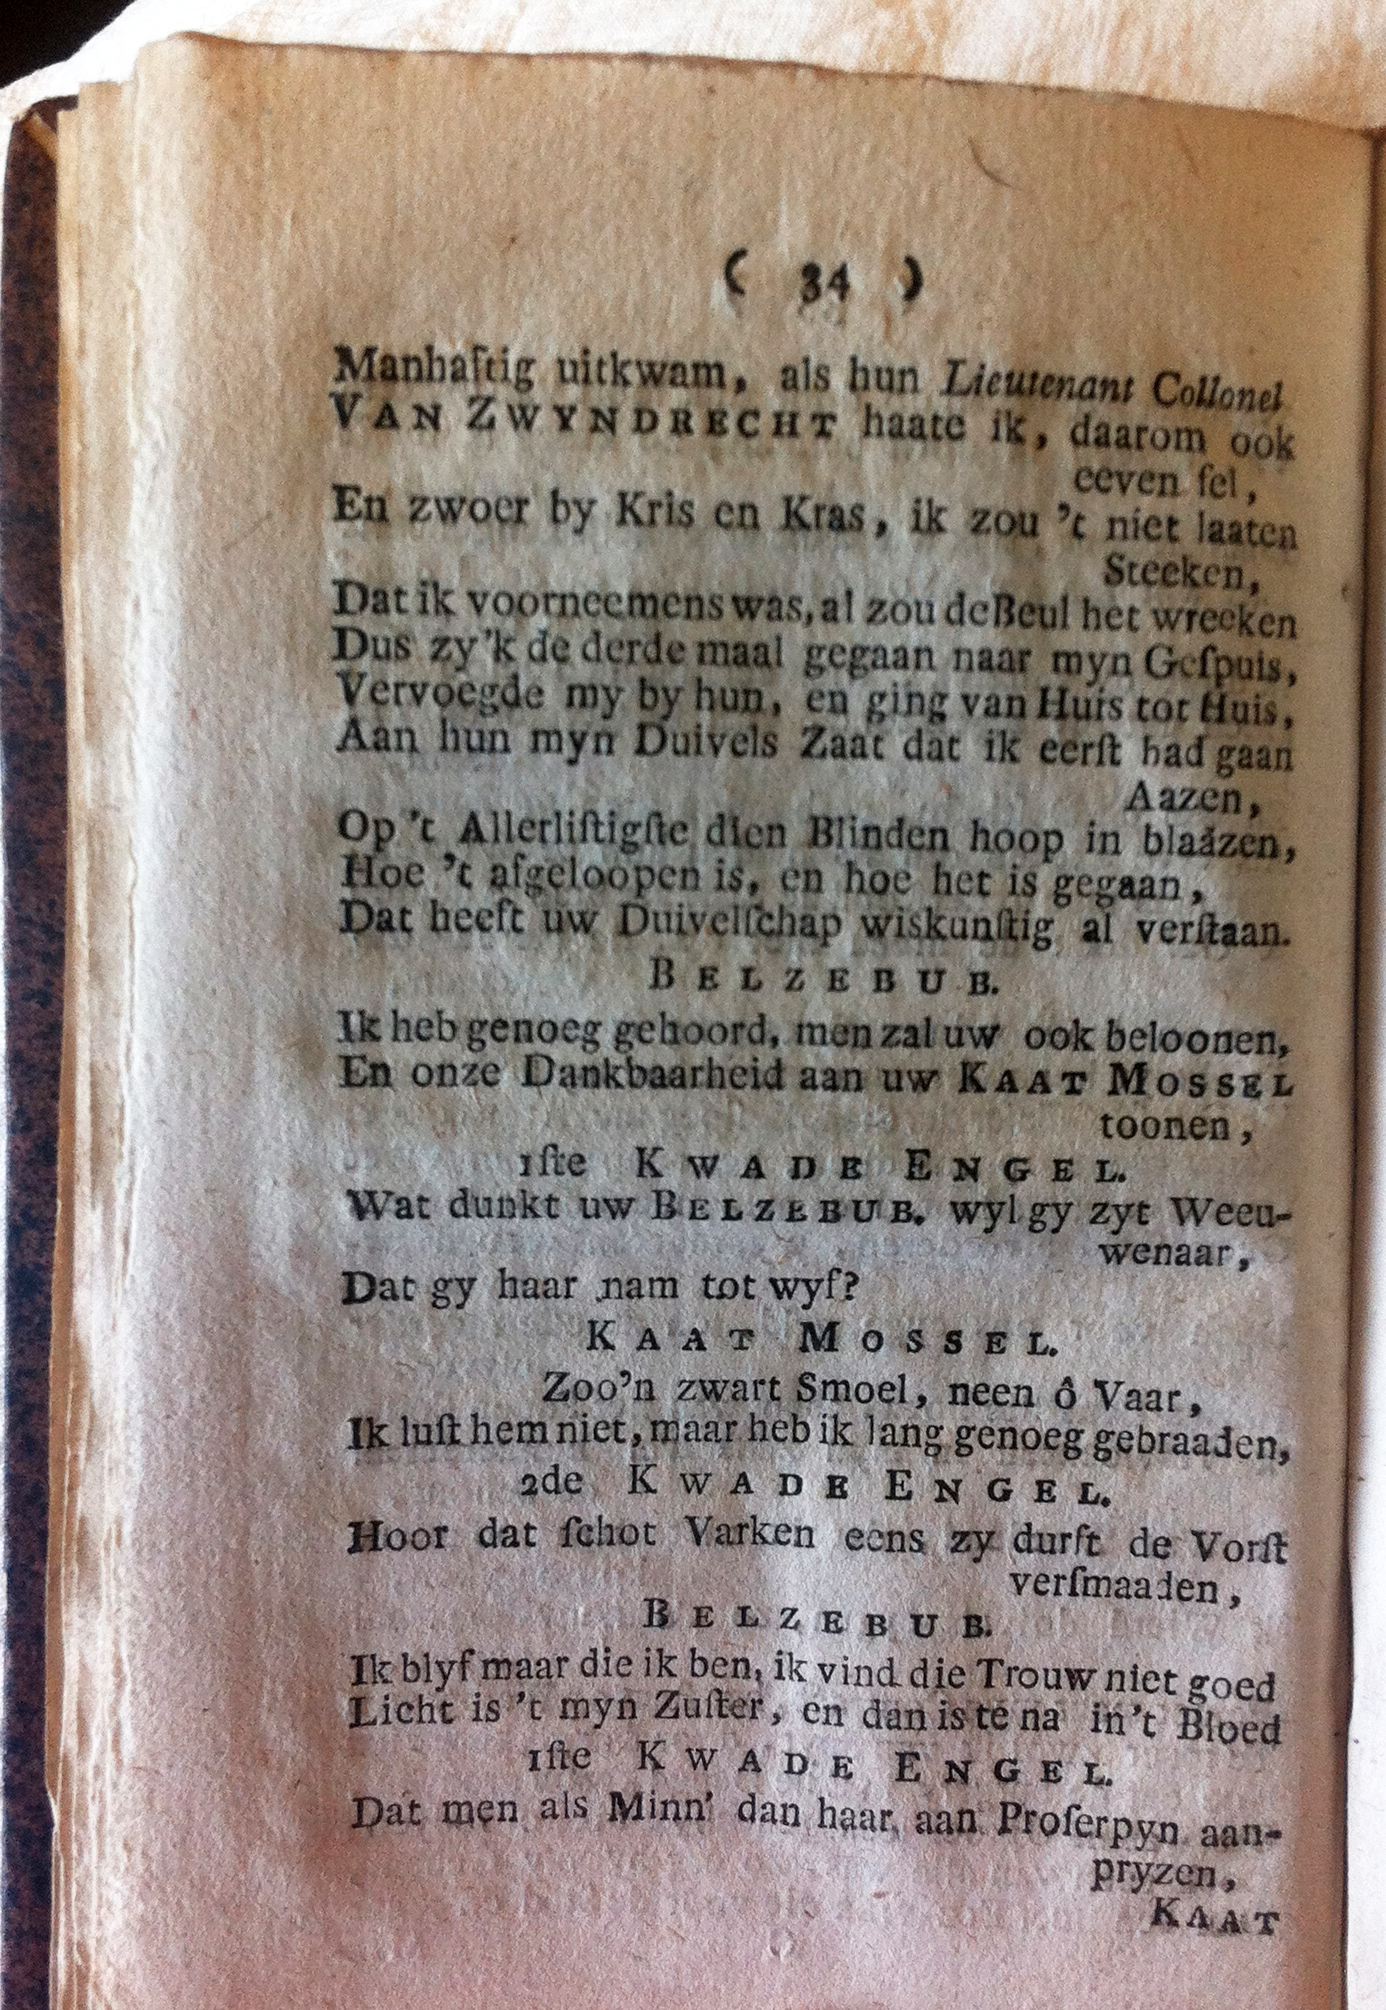 ( 34 )
Manhaftig uitkwam, als hun Lieutenant Collonel
VAN ZWYNDRECHT haate ik, daarom ook
eeven fel,
En zwoer by Kris en Kras, ik zou 't niet laaten
Steeken,
Dat ik voorneemens was, al zou de Beul het wreeken
Dus zy 'k de derde maal gegaan naar myn Geſpuis,
Vervoegde my by hun, en ging van Huis tot Huis,
Aan hun myn Duivels Zaat dat ik eerſt had gaan
Aazen,
Op 't Allerliſtigſte dien Blinden hoop in blaazen,
Hoe 't afgeloopen is, en hoe het is gegaan,
Dat heeft uw Duivelſchap wiskunſtig al verſtaan.
BELZEBUB.
Ik heb genoeg gehoord, men zal uw ook beloonen,
En onze Dankbaarheid aan uw KAAT MOSSEL
toonen,
1ſte KWADE ENGEL.
Wat dunkt uw BELZEBUB. wyl gy zyt Weeu-
wenaar,
Dat gy haar nam tot wyf?
KAAT MOSSEL.
Zoo'n zwart Smoel, neen ô Vaar,
Ik luſt hem niet, maar heb ik lang genoeg gebraaden,
2de KWADE ENGEL.
Hoor dat ſchot Varken eens zy durft de Vorſt
verſmaaden,
BELZEBUB.
Ik blyf maar die ik ben, ik vind die Trouw niet goed
Licht is 't myn Zuſter, en dan is te na in 't Bloed
1ſte KWADE ENGEL.
Dat men als Minn' dan haar aan Proſerpyn aan-
pryzen,
KAAT